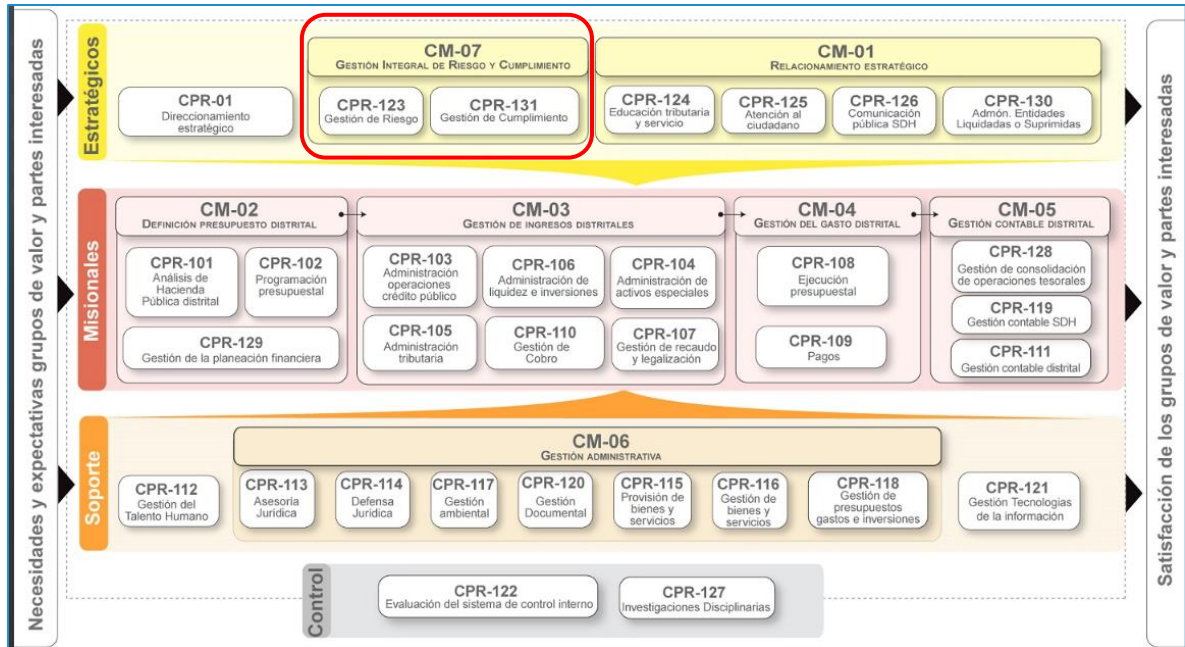 Necesidades y expectativas grupos de valor y partes interesadas
Estratégicos
CPR-01
Direccionamiento
estratégico
CM-07
Gestión Integral de Riesgo y Cumplimiento
CPR-123
Gestión de Riesgo
CPR-131
Gestión de Cumplimiento
CM-01
Relacionamiento estratégico
CPR-124
Educación tributaria
y servicio
CPR-125
Atención al
ciudadano
CPR-126
Comunicación
pública SDH
CPR-130
Admón. Entidades
Liquidadas o Suprimidas
Misionales
CM-02
Definición presupuesto distrital
CPR-101
Análisis de
Hacienda
Pública distrital
CPR-102
Programación
presupuestal
CPR-129
Gestión de la planeación financiera
CM-03
Gestión de ingresos distritales
CPR-103
Administración
operaciones
crédito público
CPR-106
Administración de
liquidez e inversiones
CPR-104
Administración de
activos especiales
CPR-105
Administración
tributaria
CPR-110
Gestión de
Cobro
CPR-107
Gestión de recaudo
y legalización
CM-04
Gestión del gasto distrital
CPR-108
Ejecución
presupuestal
CPR-109
Pagos
CM-05
Gestión contable distrital
CPR-128
Gestión de consolidación
de operaciones tesorales
CPR-119
Gestión contable SDH
CPR-111
Gestión contable distrital
Soporte
CPR-112
Gestión del
Talento Humano
CM-06
Gestión administrativa
CPR-113
Asesoría
Jurídica
CPR-114
Defensa
Jurídica
CPR-117
Gestión
ambiental
CPR-120
Gestión
Documental
CPR-115
Provisión de
bienes y
servicios
CPR-116
Gestión de
bienes y
servicios
CPR-118
Gestión de
presupuestos
gastos e inversiones
CPR-121
Gestión Tecnologías
de la información
Control
CPR-122
Evaluación del sistema de control interno
CPR-127
Investigaciones Disciplinarias
Satisfacción de los grupos de valor y partes interesadas